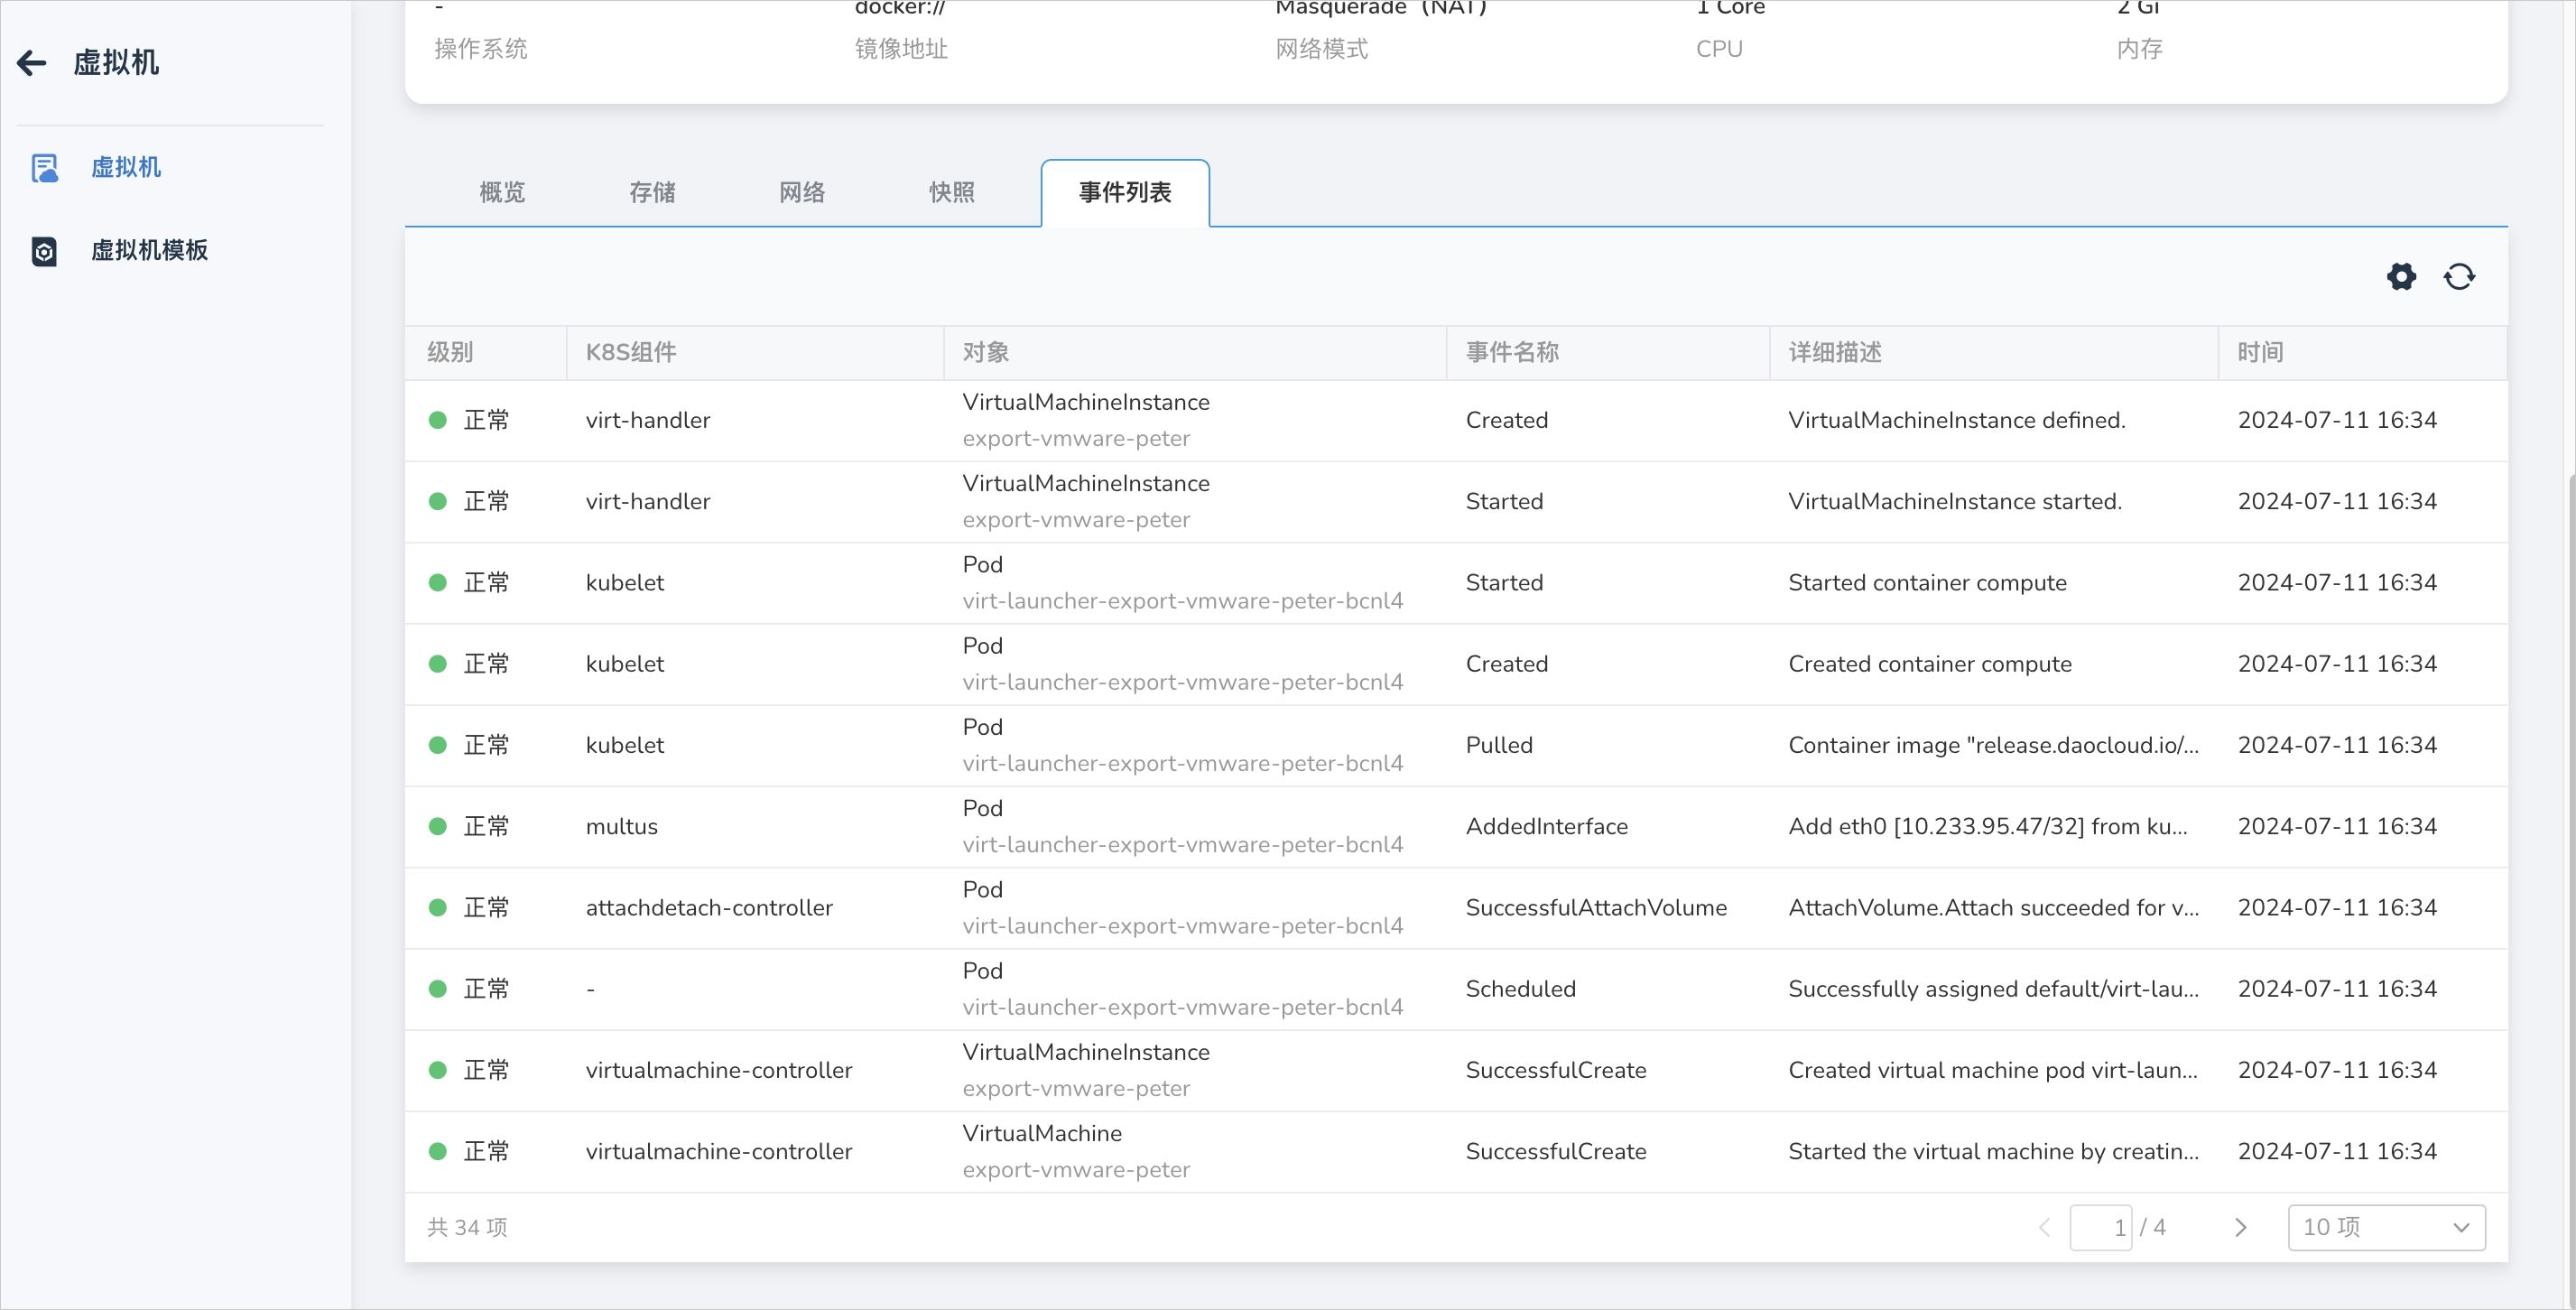 虚拟机
虚拟机
虚拟机模板
- docker:// Masquerade (NAT) 1 Core 2 Gi
操作系统 镜像地址 网络模式 CPU 内存
概览 存储 网络 快照 事件列表
级别 K8S组件 对象 事件名称 详细描述 时间
正常 virt-handler VirtualMachineInstance export-vmware-peter Created VirtualMachineInstance defined. 2024-07-11 16:34
正常 virt-handler VirtualMachineInstance export-vmware-peter Started VirtualMachineInstance started. 2024-07-11 16:34
正常 kubelet Pod virt-launcher-export-vmware-peter-bcnl4 Started Started container compute 2024-07-11 16:34
正常 kubelet Pod virt-launcher-export-vmware-peter-bcnl4 Created Created container compute 2024-07-11 16:34
正常 kubelet Pod virt-launcher-export-vmware-peter-bcnl4 Pulled Container image "release.daocloud.io/... 2024-07-11 16:34
正常 multus Pod virt-launcher-export-vmware-peter-bcnl4 AddedInterface Add eth0 [10.233.95.47/32] from ku... 2024-07-11 16:34
正常 attachdetach-controller Pod virt-launcher-export-vmware-peter-bcnl4 SuccessfulAttachVolume AttachVolume.Attach succeeded for v... 2024-07-11 16:34
正常 - Pod virt-launcher-export-vmware-peter-bcnl4 Scheduled Successfully assigned default/virt-lau... 2024-07-11 16:34
正常 virtualmachine-controller VirtualMachineInstance export-vmware-peter SuccessfulCreate Created virtual machine pod virt-laun... 2024-07-11 16:34
正常 virtualmachine-controller VirtualMachine export-vmware-peter SuccessfulCreate Started the virtual machine by creatin... 2024-07-11 16:34
共 34 项 1 / 4 10 项